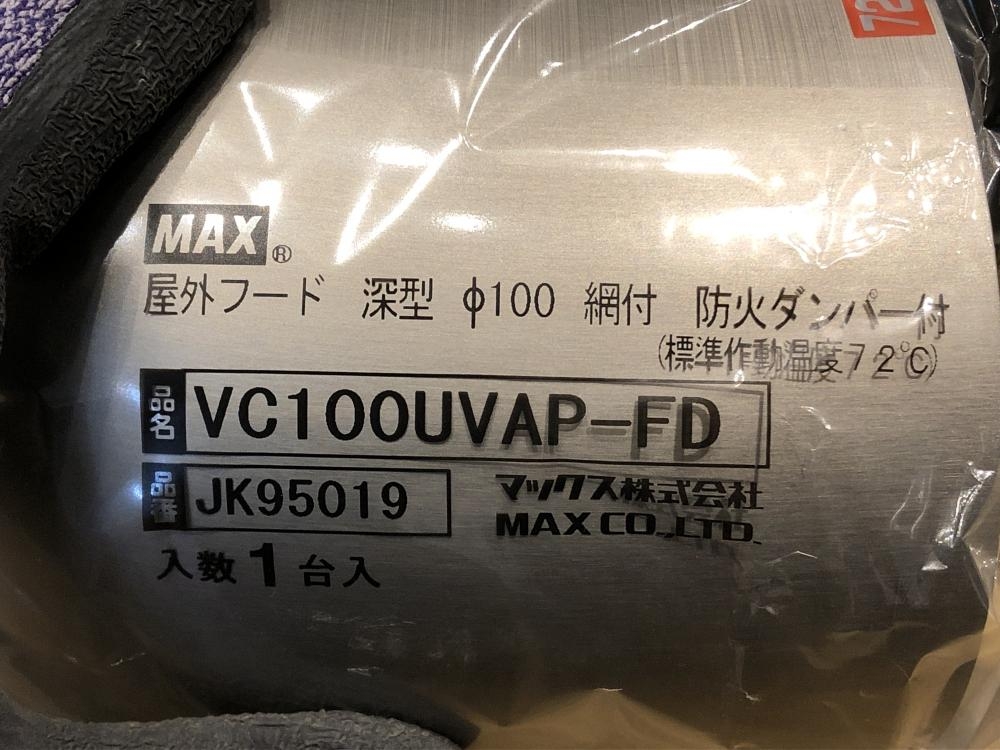 72
MAX®
屋外フード 深型 φ100 網付 防火ダンパー付
(標準作動温度72℃)
品名 VC100UVAP-FD
品番 JK95019
マックス株式会社
MAX CO.,LTD.
入数1台入